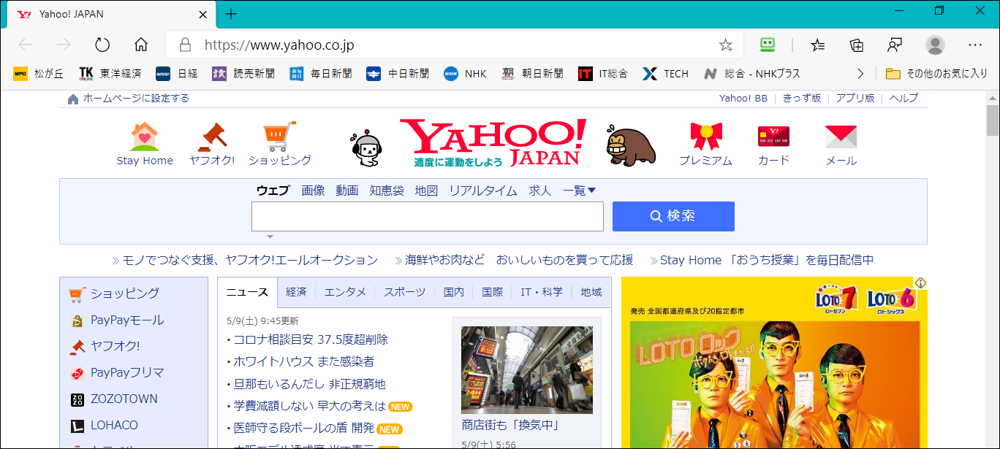 Yahoo! JAPAN
https://www.yahoo.co.jp
MPC 松が丘 TK ONLINE 東洋経済 日経 読売新聞 毎日新聞 中日新聞 NHK NHK 朝日新聞 IT IT総合 TECH 総合 - NHKプラス その他のお気に入り
ホームページに設定する Yahoo! BB きっず版 アプリ版 ヘルプ
YAHOO! JAPAN
適度に運動をしよう
Stay Home ヤフオク! ショッピング プレミアム カード メール
ウェブ 画像 動画 知恵袋 地図 リアルタイム 求人 一覧▼
検索
モノでつなぐ支援、ヤフオク!エールオークション 海鮮やお肉など おいしいものを買って応援 Stay Home 「おうち授業」を毎日配信中
ショッピング
PayPayモール
ヤフオク!
PayPayフリマ
ZOZOTOWN
LOHACO
ニュース 経済 エンタメ スポーツ 国内 国際 IT・科学 地域
5/9(土) 9:45更新
・コロナ相談目安 37.5度超削除
・ホワイトハウス また感染者
・旦那もいるんだし 非正規窮地
・学費減額しない 早大の考えは NEW
・医師守る段ボールの盾 開発 NEW
商店街も「換気中」
5/9(土) 5:56
LOTO 7 ロトセブン LOTO 6 ロトシックス
発売 全国都道府県及び20指定都市
LOTO ロック